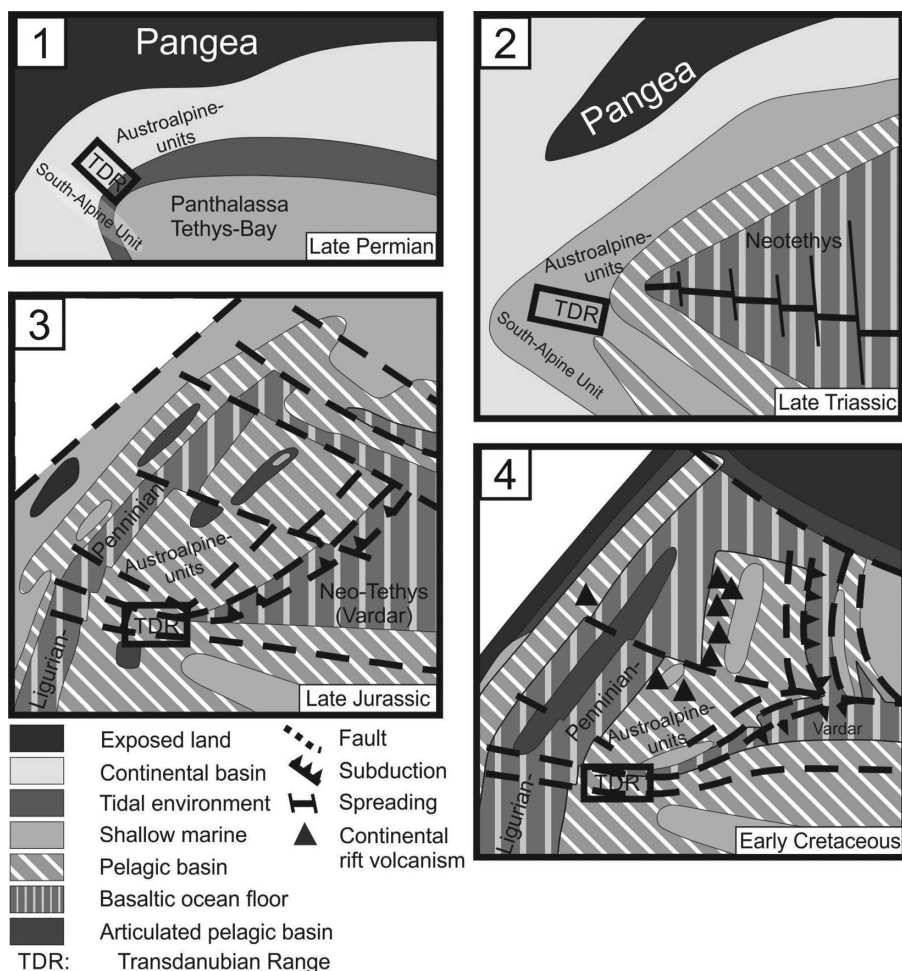 1
Pangea
Austroalpine-
units
TDR
South-Alpine Unit
Panthalassa
Tethys-Bay
Late Permian
2
Pangea
Neotethys
Austroalpine-
units
TDR
South-Alpine Unit
Late Triassic
3
Penninian
Austroalpine-
units
Neo-Tethys
(Vardar)
TDR
Ligurian-
Late Jurassic
4
Penninian-
Austroalpine-
units
Vardar
TDR
Ligurian-
Early Cretaceous
Exposed land
Continental basin
Tidal environment
Shallow marine
Pelagic basin
Basaltic ocean floor
Articulated pelagic basin
TDR: Transdanubian Range
Fault
Subduction
Spreading
Continental
rift volcanism